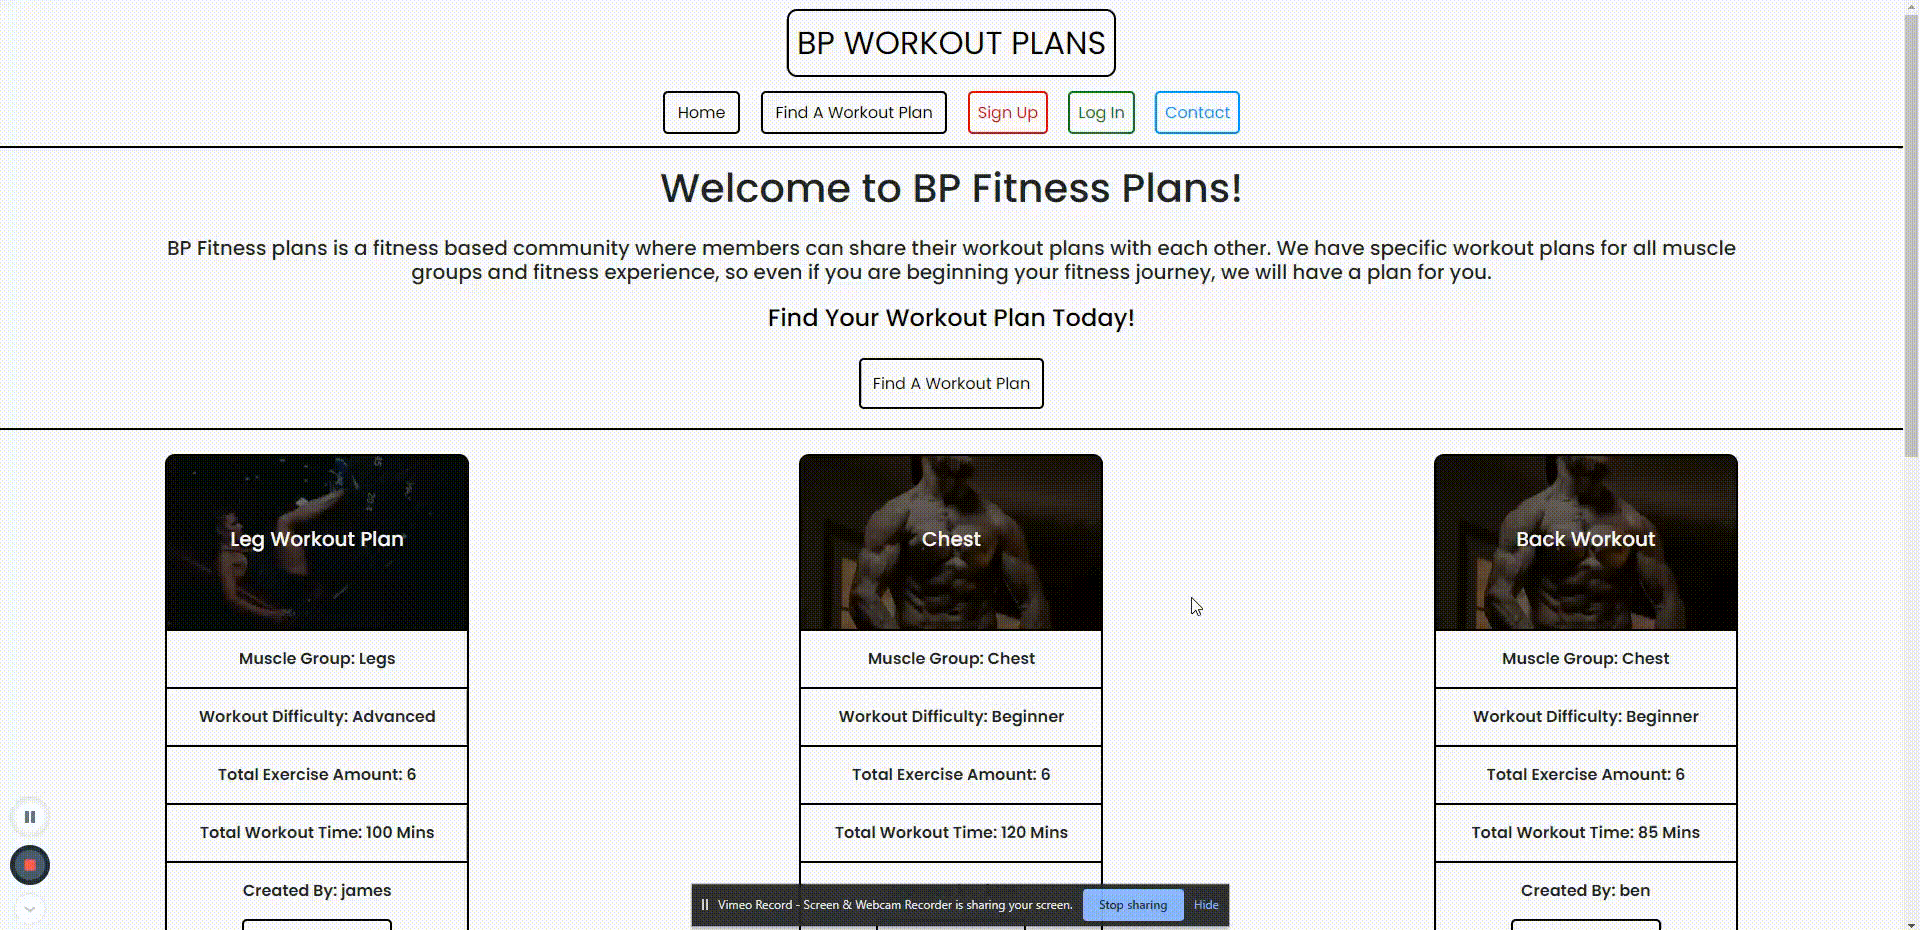 BP WORKOUT PLANS
Home
Find A Workout Plan
Sign Up
Log In
Contact
Welcome to BP Fitness Plans!
BP Fitness plans is a fitness based community where members can share their workout plans with each other. We have specific workout plans for all muscle
groups and fitness experience, so even if you are beginning your fitness journey, we will have a plan for you.
Find Your Workout Plan Today!
Find A Workout Plan
Leg Workout Plan
Muscle Group: Legs
Workout Difficulty: Advanced
Total Exercise Amount: 6
Total Workout Time: 100 Mins
Created By: james
Chest
Muscle Group: Chest
Workout Difficulty: Beginner
Total Exercise Amount: 6
Total Workout Time: 120 Mins
Back Workout
Muscle Group: Chest
Workout Difficulty: Beginner
Total Exercise Amount: 6
Total Workout Time: 85 Mins
Created By: ben
Vimeo Record - Screen & Webcam Recorder is sharing your screen.
Stop sharing
Hide